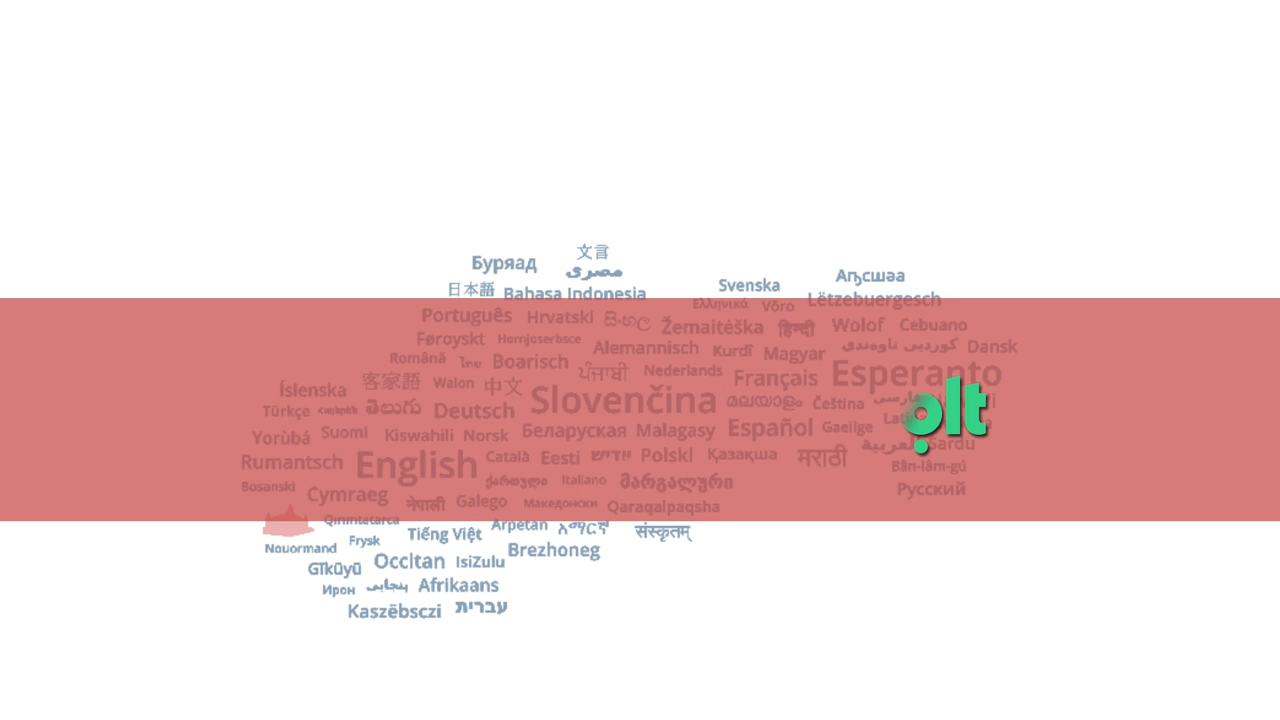 文言
Буряад مصرى
Svenska Аҧсшәа
日本語 Bahasa Indonesia Ελληνικά Võro Lëtzebuergesch
Português Hrvatski සිංහල Žemaitėška हिन्दी Wolof Cebuano
Føroyskt Hornjoserbsce Alemannisch Kurdî Magyar کوردیی ناوەندی Dansk
Română ไทย Boarisch ਪੰਜਾਬੀ Nederlands Français Esperanto
Íslenska 客家語 Walon 中文 Slovenčina മലയാളം Čeština فارسی
Türkçe తెలుగు Deutsch
Yorùbá Suomi Kiswahili Norsk Беларуская Malagasy Español Gaeilge
Rumantsch English Català Eesti ייִדיש Polski Қазақша मराठी العربية Sardu
Bosanski Cymraeg ქართული Italiano მარგალური Bân-lâm-gú
नेपाली Galego Македонски Qaraqalpaqsha Русский
Qırımtatarca Tiếng Việt Arpetan አማርኛ संस्कृतम्
Nouormand Frysk Brezhoneg
Gĩkũyũ Occitan IsiZulu
Ирон پنجابی Afrikaans
Kaszëbsczi עברית
ọlt